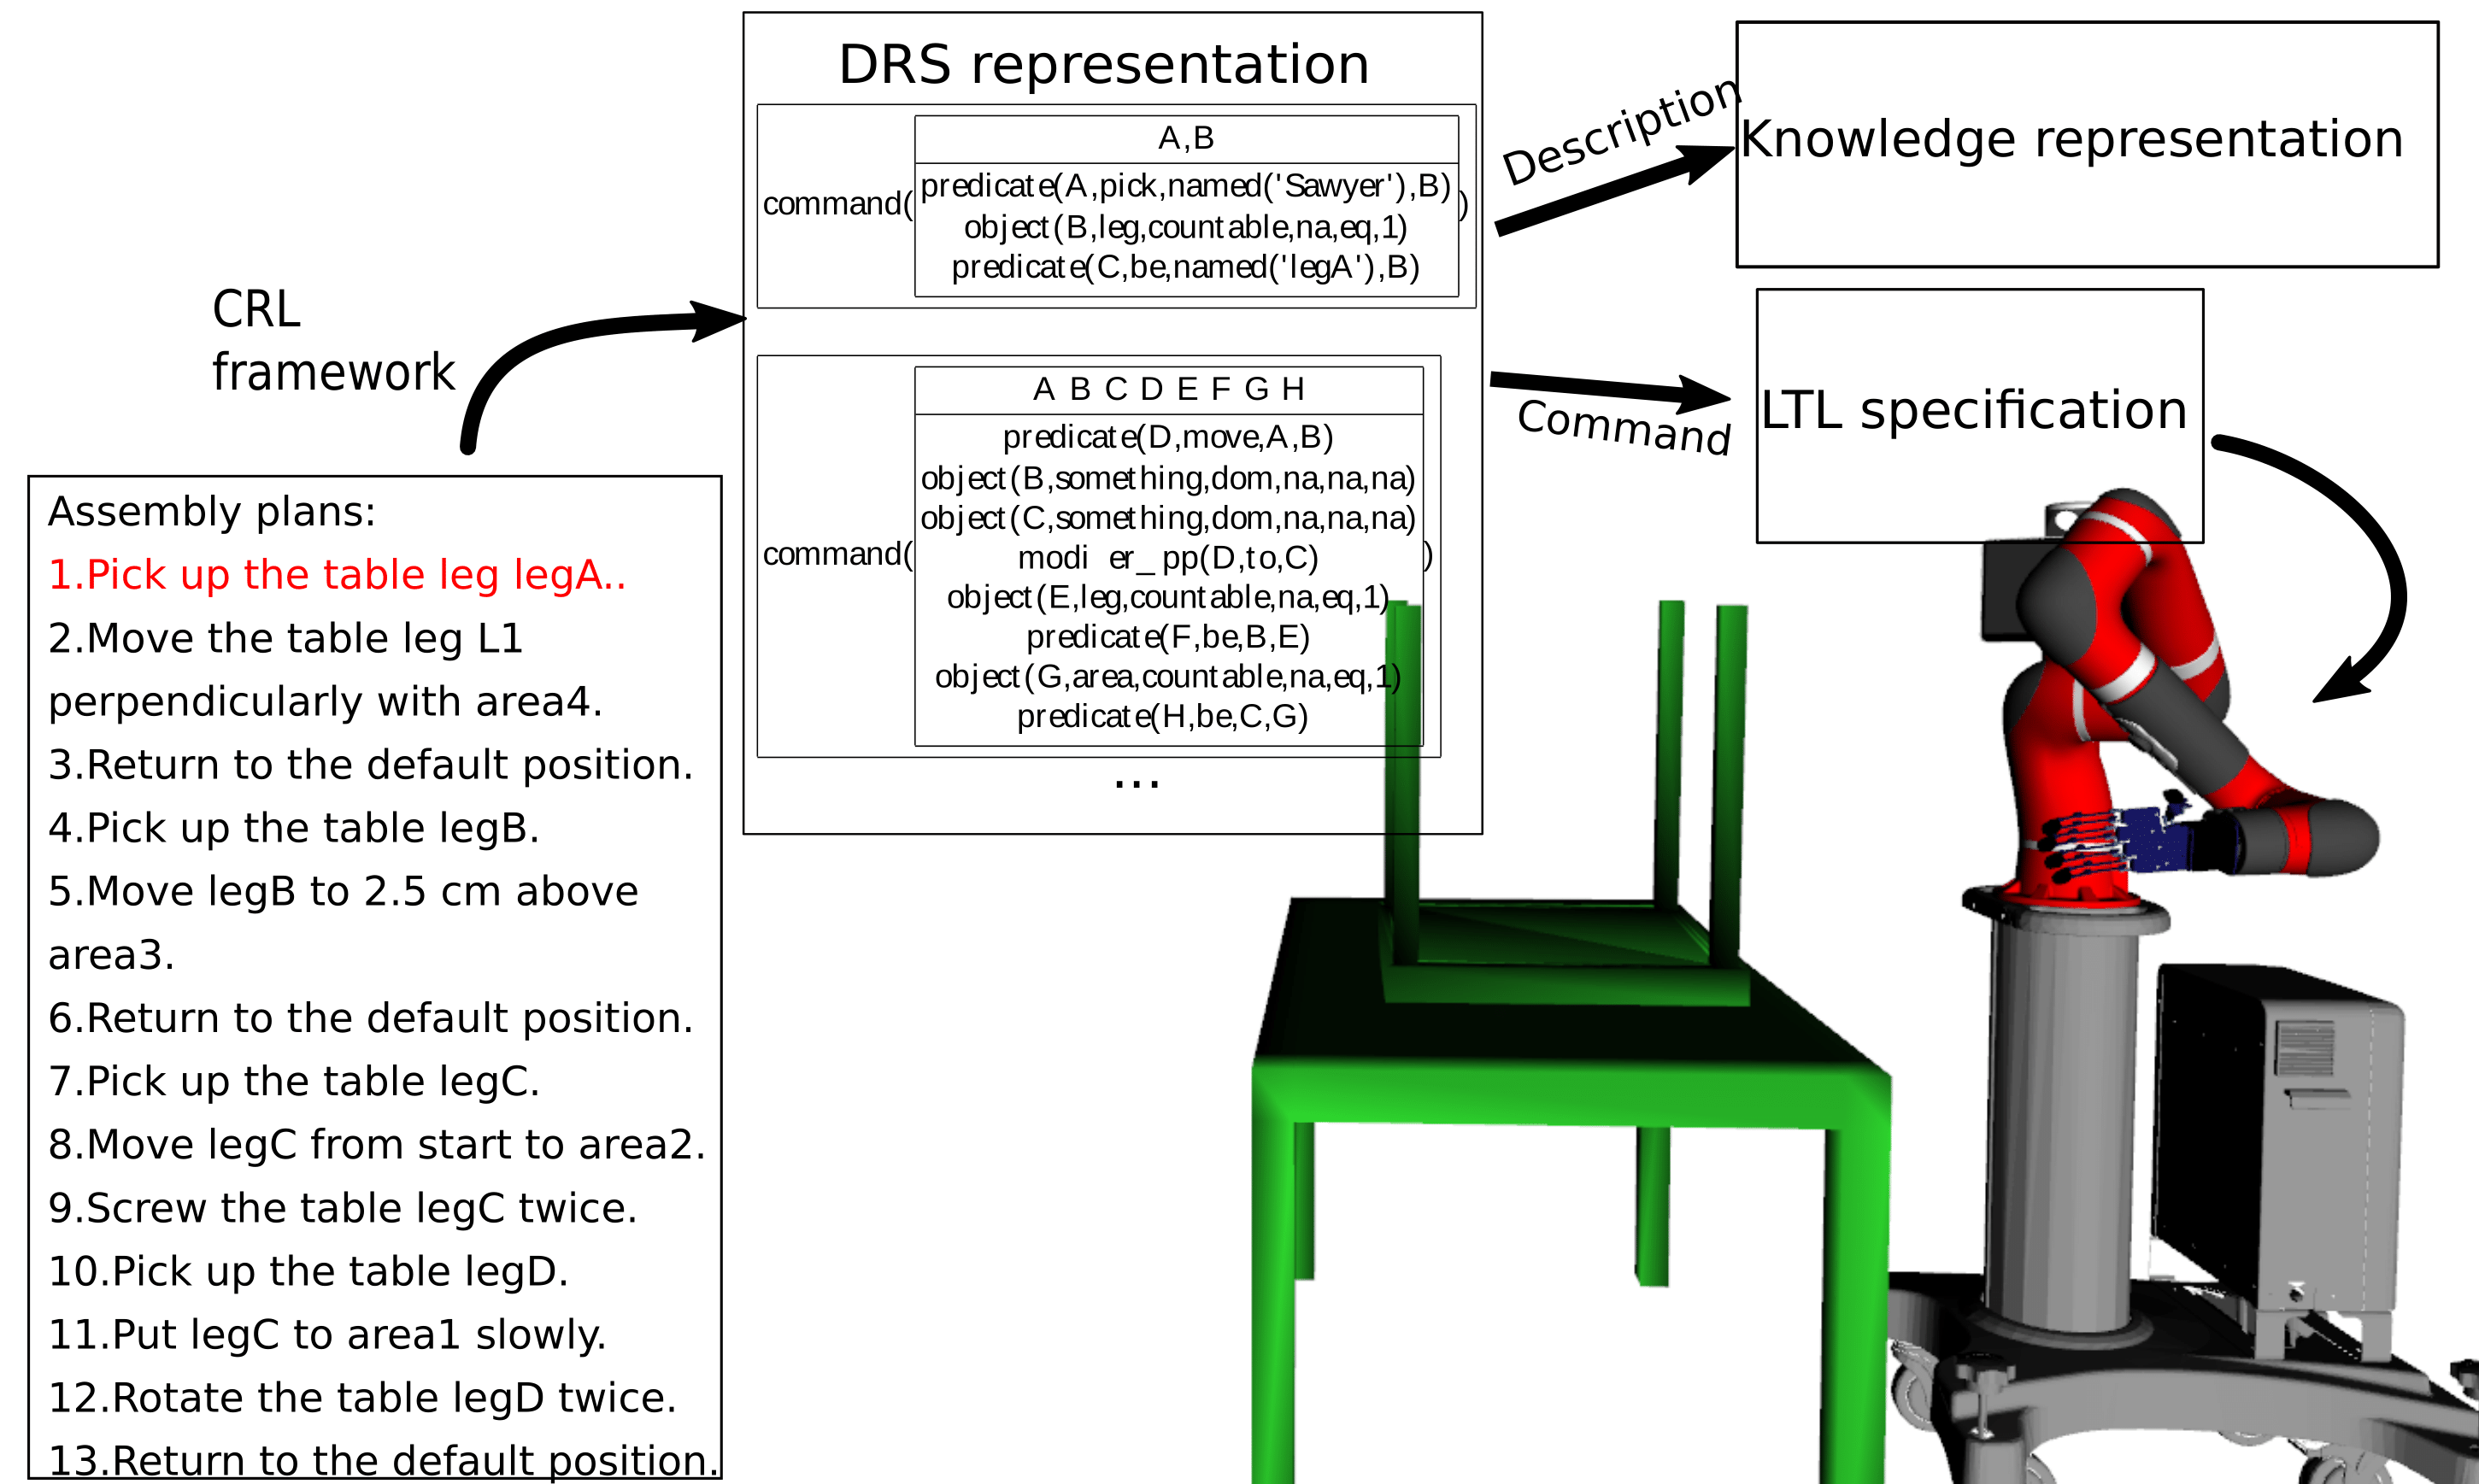 DRS representation
A,B
command(
predicate(A,pick,named('Sawyer'),B)
object(B,leg,countable,na,eq,1)
predicate(C,be,named('legA'),B)
)
A B C D E F G H
command(
predicate(D,move,A,B)
object(B,something,dom,na,na,na)
object(C,something,dom,na,na,na)
modi er_pp(D,to,C)
object(E,leg,countable,na,eq,1)
predicate(F,be,B,E)
object(G,area,countable,na,eq,1)
predicate(H,be,C,G)
)
...
Description
Knowledge representation
Command
LTL specification
CRL
framework
Assembly plans:
1.Pick up the table leg legA..
2.Move the table leg L1
perpendicularly with area4.
3.Return to the default position.
4.Pick up the table legB.
5.Move legB to 2.5 cm above
area3.
6.Return to the default position.
7.Pick up the table legC.
8.Move legC from start to area2.
9.Screw the table legC twice.
10.Pick up the table legD.
11.Put legC to area1 slowly.
12.Rotate the table legD twice.
13.Return to the default position.